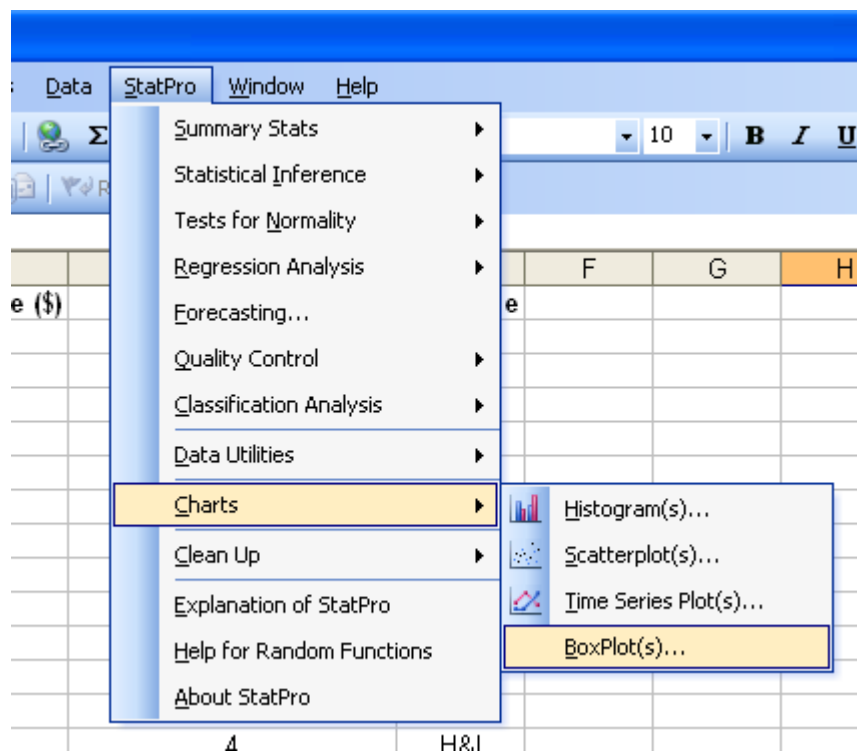 Data StatPro Window Help
Σ 10 B I U
R
Summary Stats
Statistical Inference
Tests for Normality
Regression Analysis
Forecasting...
Quality Control
Classification Analysis
Data Utilities
Charts
Clean Up
Explanation of StatPro
Help for Random Functions
About StatPro
Histogram(s)...
Scatterplot(s)...
Time Series Plot(s)...
BoxPlot(s)...
F G H
e ($) e
4 H&J